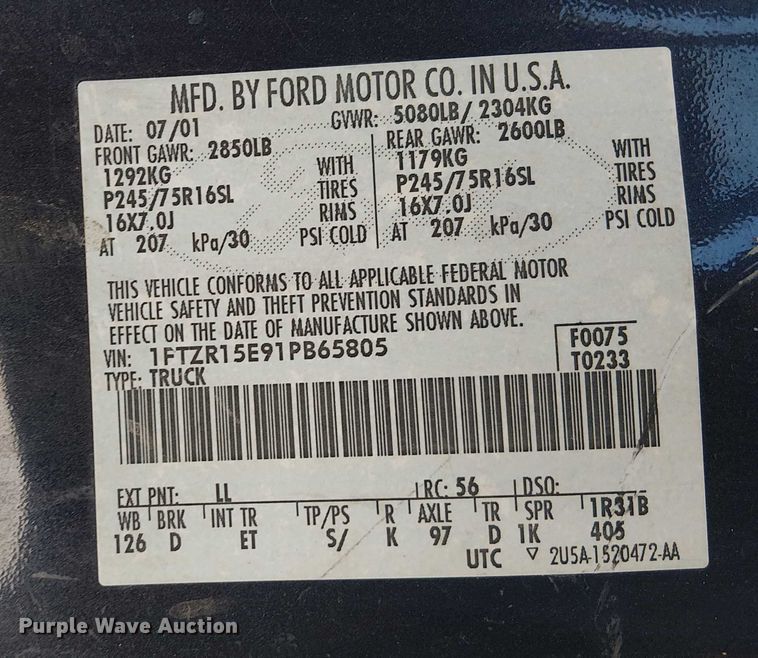 MFD. BY FORD MOTOR CO. IN U.S.A.
DATE: 07/01 GVWR: 5080LB/ 2304KG
FRONT GAWR: 2850LB REAR GAWR: 2600LB
1292KG WITH 1179KG WITH
P245/75R16SL TIRES P245/75R16SL TIRES
16X7.0J RIMS 16X7.0J RIMS
AT 207 kPa/30 PSI COLD AT 207 kPa/30 PSI COLD
THIS VEHICLE CONFORMS TO ALL APPLICABLE FEDERAL MOTOR
VEHICLE SAFETY AND THEFT PREVENTION STANDARDS IN
EFFECT ON THE DATE OF MANUFACTURE SHOWN ABOVE.
VIN: 1FTZR15E91PB65805 F0075
TYPE: TRUCK T0233
EXT PNT: LL RC: 56 DSO:
WB BRK INT TR TP/PS R AXLE TR SPR 1R31B
126 D ET S/ K 97 D 1K 405
UTC ▽ 2U5A-1520472-AA
Purple Wave Auction